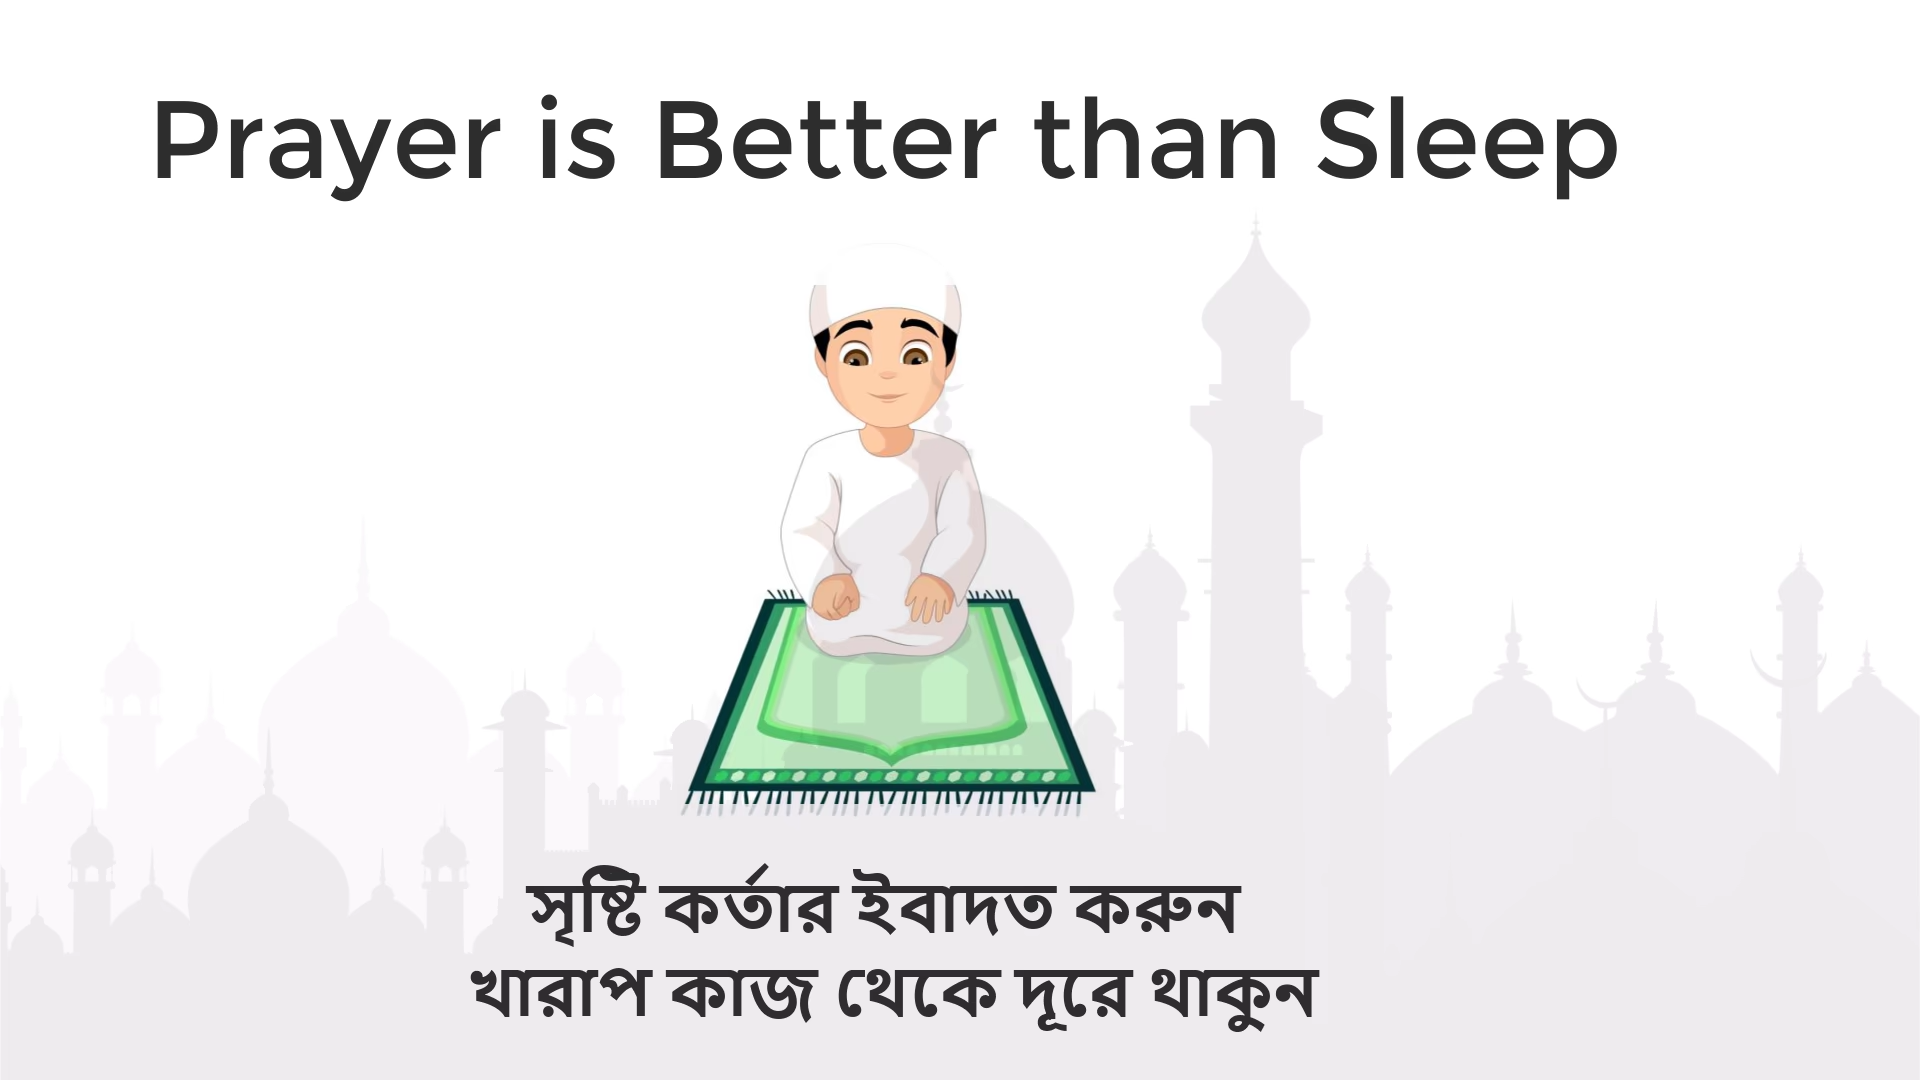 Prayer is Better than Sleep
সৃষ্টি কর্তার ইবাদত করুন
খারাপ কাজ থেকে দূরে থাকুন